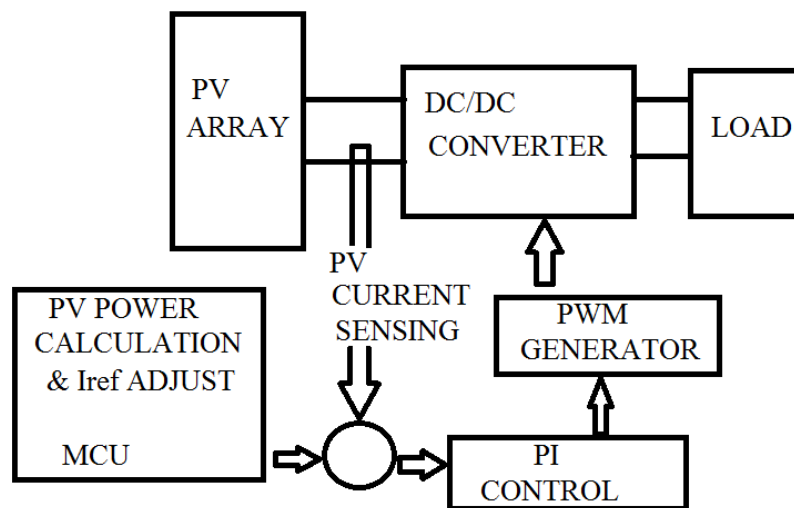 PV
ARRAY
DC/DC
CONVERTER
LOAD
PV
CURRENT
SENSING
PV POWER
CALCULATION
& Iref ADJUST
MCU
PWM
GENERATOR
PI
CONTROL